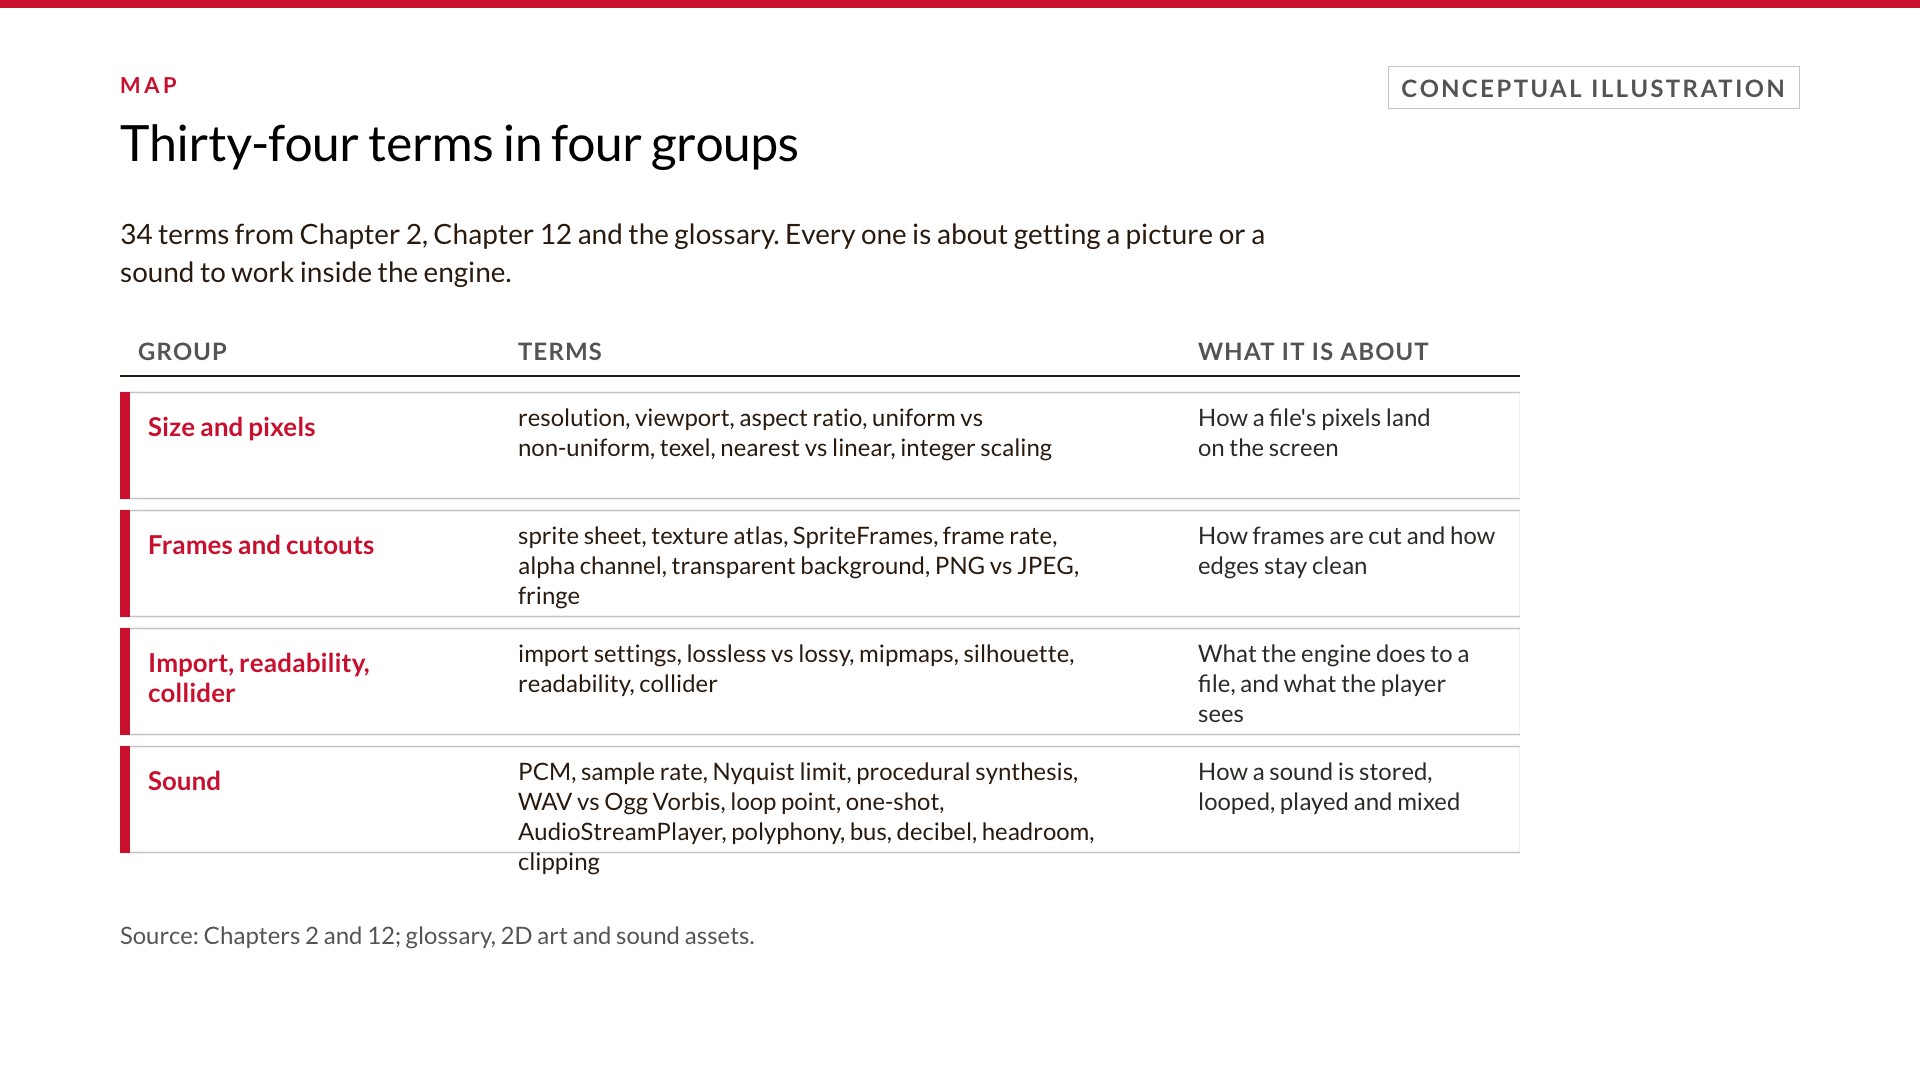 MAP
CONCEPTUAL ILLUSTRATION
Thirty-four terms in four groups
34 terms from Chapter 2, Chapter 12 and the glossary. Every one is about getting a picture or a
sound to work inside the engine.
GROUP
TERMS
WHAT IT IS ABOUT
Size and pixels
resolution, viewport, aspect ratio, uniform vs
non-uniform, texel, nearest vs linear, integer scaling
How a file's pixels land
on the screen
Frames and cutouts
sprite sheet, texture atlas, SpriteFrames, frame rate,
alpha channel, transparent background, PNG vs JPEG,
fringe
How frames are cut and how
edges stay clean
Import, readability,
collider
import settings, lossless vs lossy, mipmaps, silhouette,
readability, collider
What the engine does to a
file, and what the player
sees
Sound
PCM, sample rate, Nyquist limit, procedural synthesis,
WAV vs Ogg Vorbis, loop point, one-shot,
AudioStreamPlayer, polyphony, bus, decibel, headroom,
clipping
How a sound is stored,
looped, played and mixed
Source: Chapters 2 and 12; glossary, 2D art and sound assets.